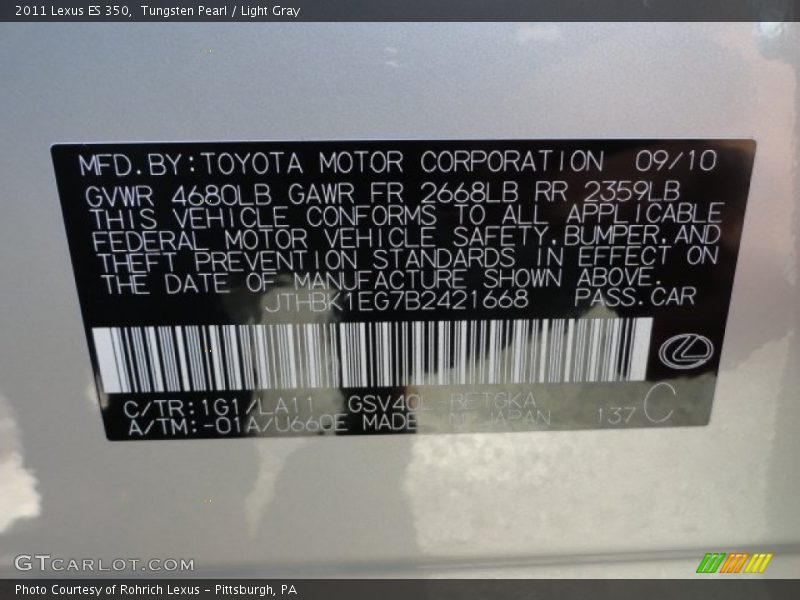 2011 Lexus ES 350, Tungsten Pearl / Light Gray
MFD.BY:TOYOTA MOTOR CORPORATION 09/10
GVWR 4680LB GAWR FR 2668LB RR 2359LB
THIS VEHICLE CONFORMS TO ALL APPLICABLE
FEDERAL MOTOR VEHICLE SAFETY,BUMPER,AND
THEFT PREVENTION STANDARDS IN EFFECT ON
THE DATE OF MANUFACTURE SHOWN ABOVE.
JTHBK1EG7B2421668 PASS.CAR
C/TR:1G1/LA11 GSV40L-BETGKA
A/TM:-01A/U660E MADE IN JAPAN 137 C
GTCARLOT.COM
Photo Courtesy of Rohrich Lexus - Pittsburgh, PA